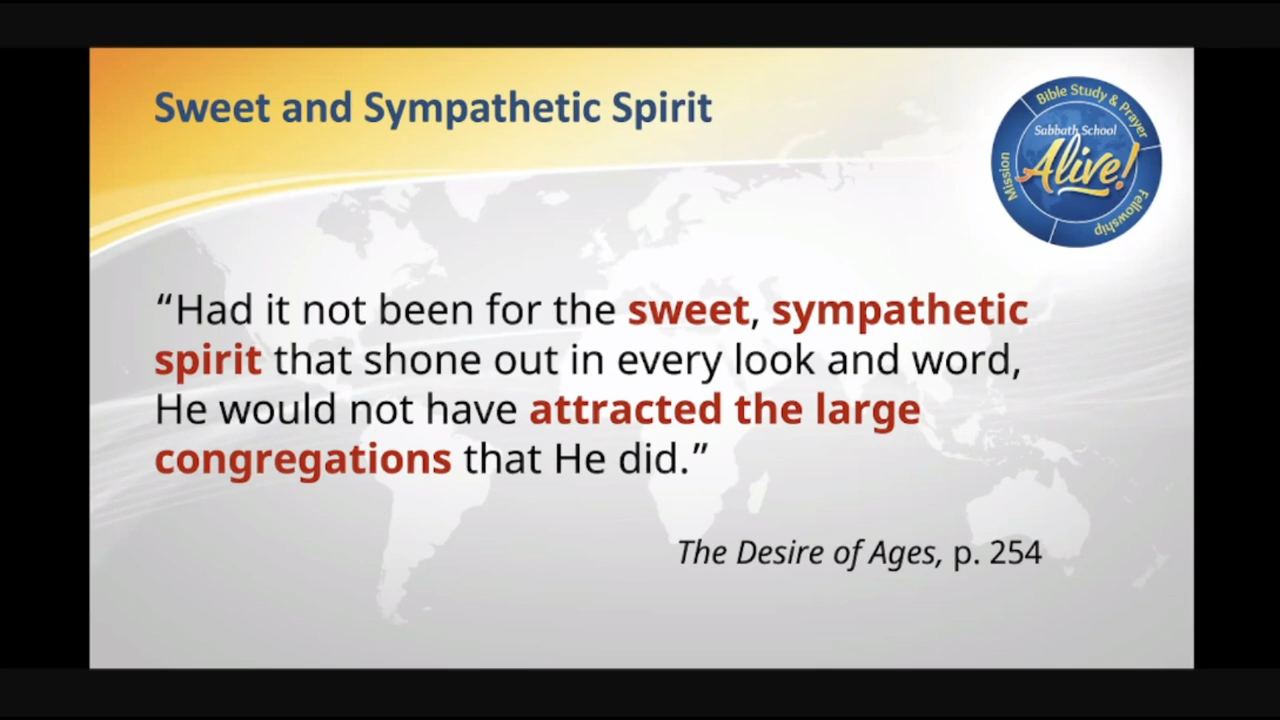 Sweet and Sympathetic Spirit
Bible Study & Prayer
Sabbath School
Alive!
Mission
Fellowship
“Had it not been for the sweet, sympathetic
spirit that shone out in every look and word,
He would not have attracted the large
congregations that He did.”
The Desire of Ages, p. 254